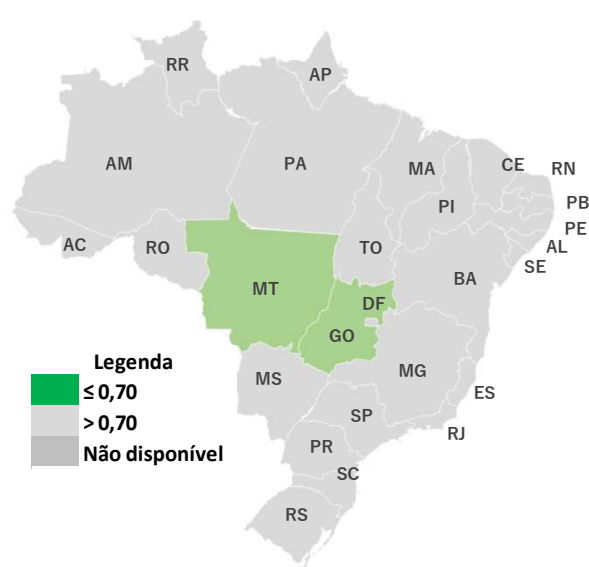 RR
AP
AM
PA
MA
CE
RN
PI
PB
PE
AC
RO
TO
AL
SE
BA
MT
DF
GO
MS
MG
ES
SP
RJ
PR
SC
RS
Legenda
≤ 0,70
> 0,70
Não disponível